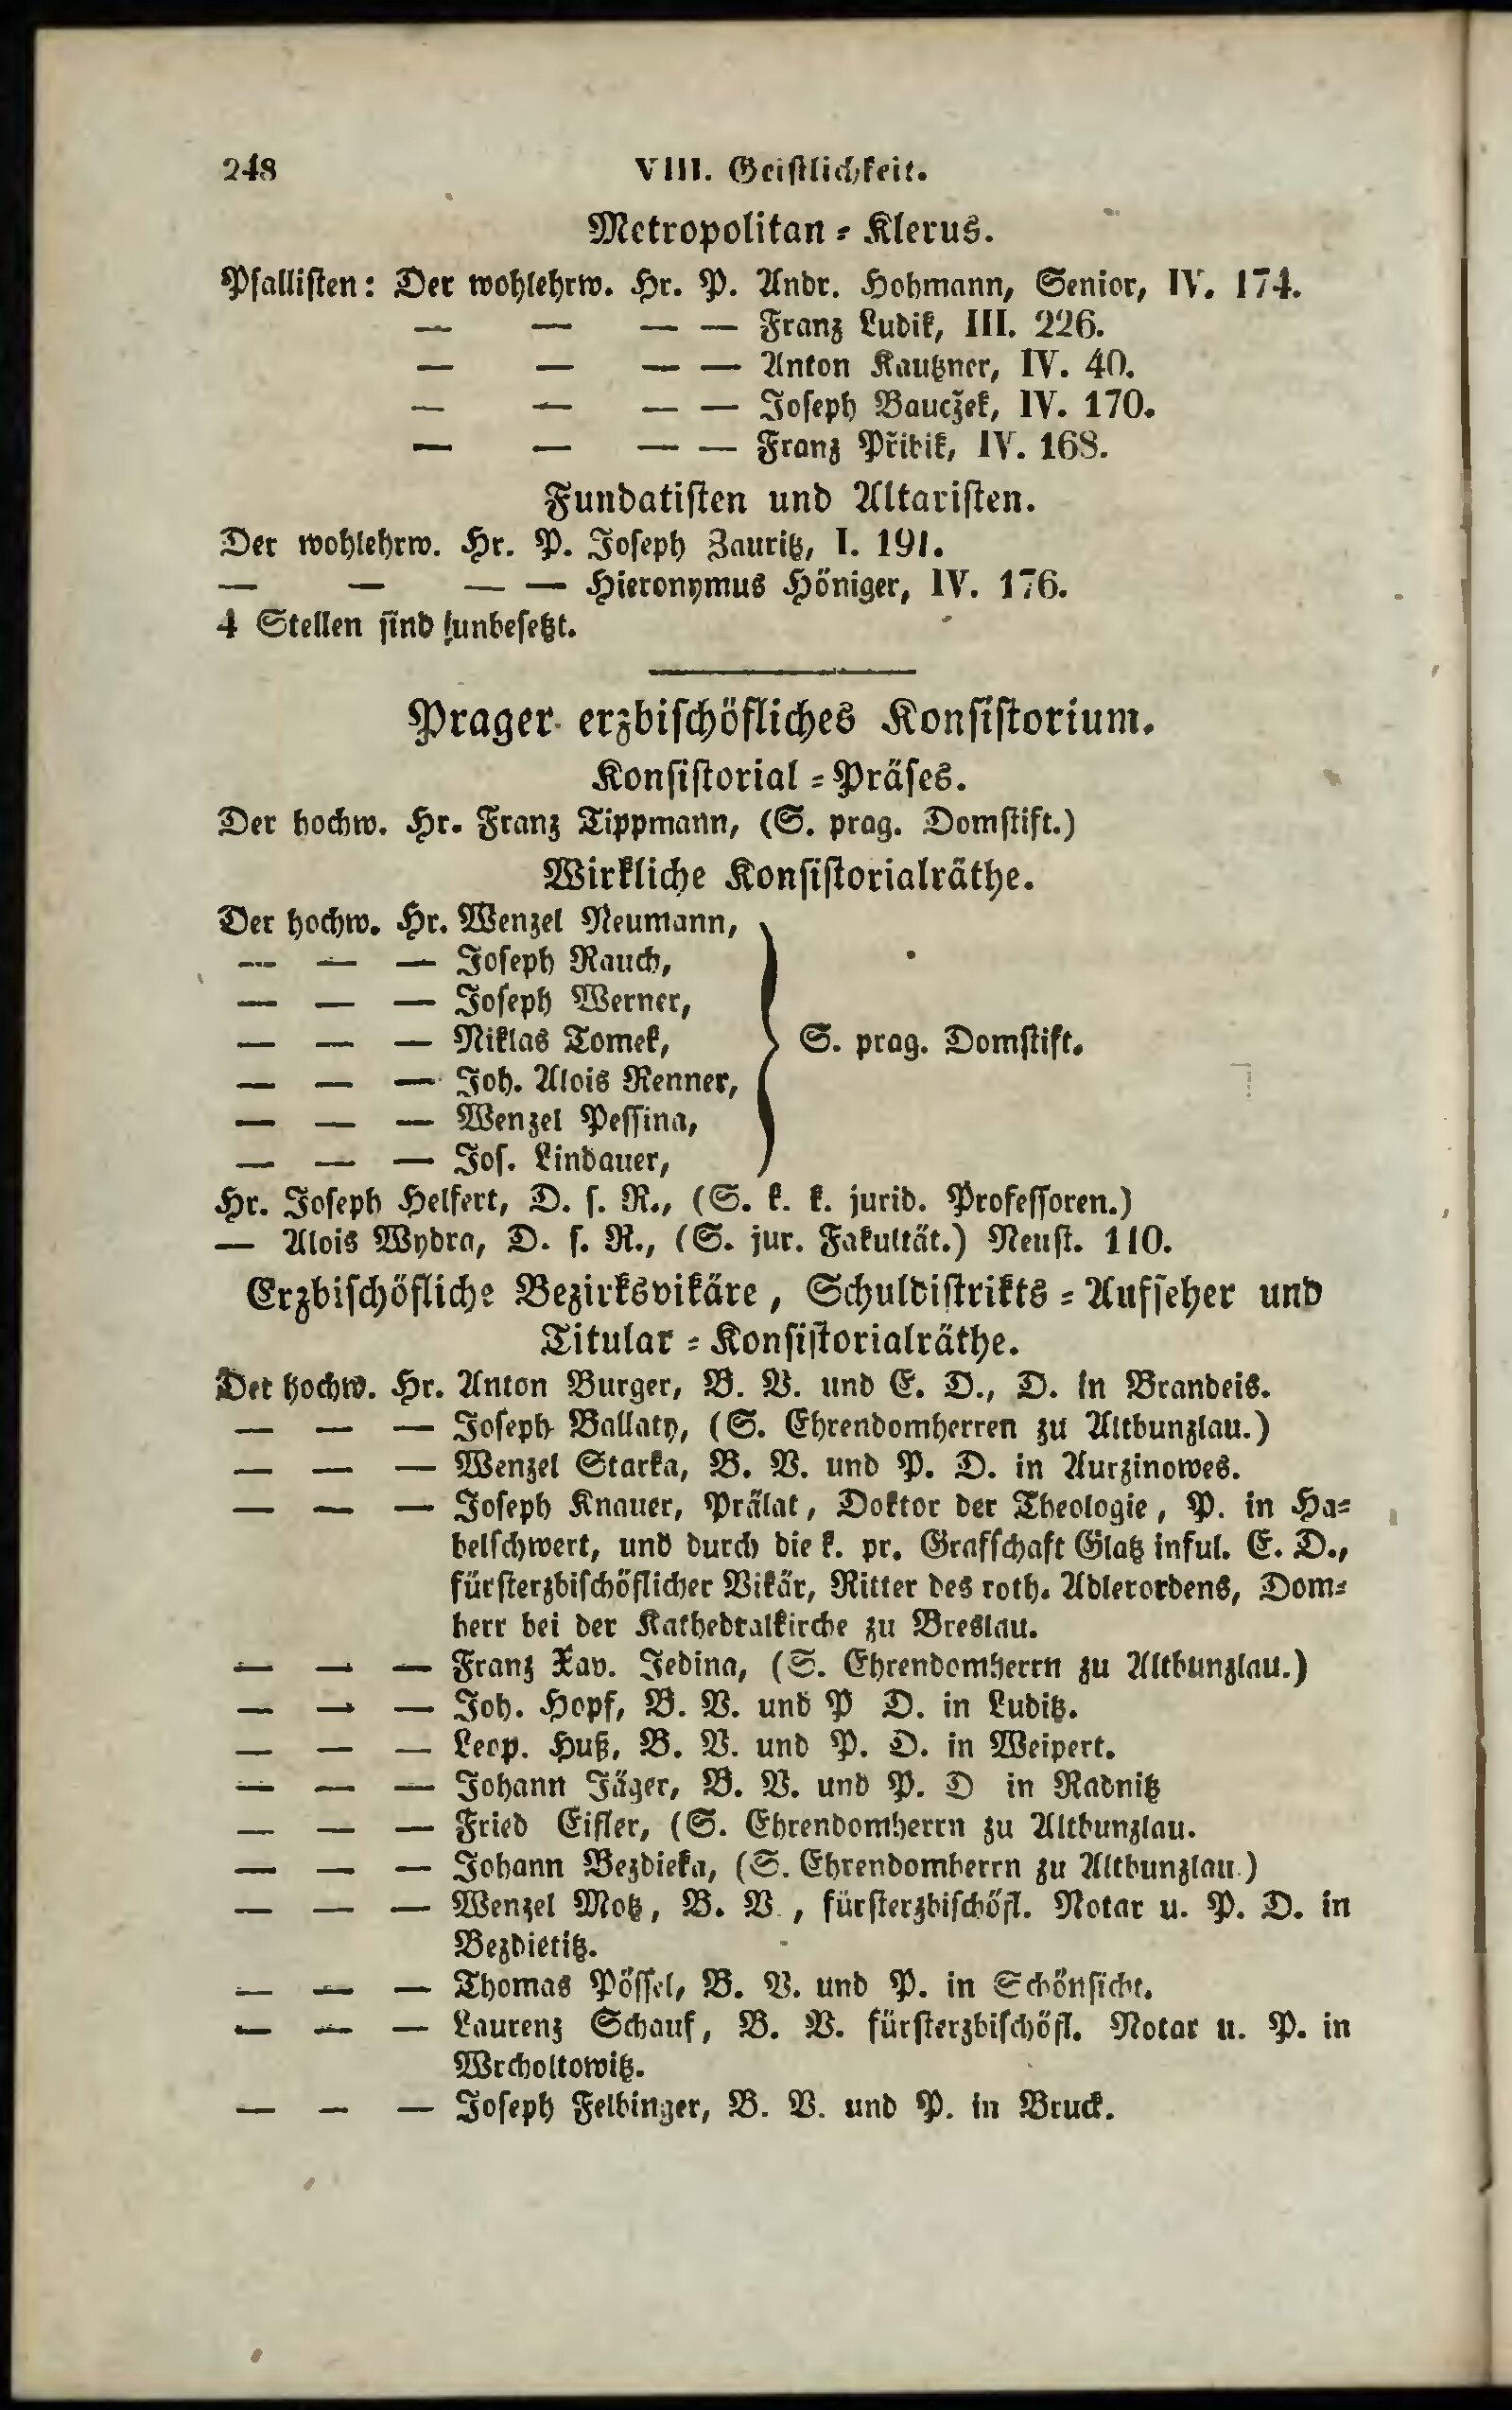 248 VIII. Geistlichkeit.
Metropolitan = Klerus.
Psallisten: Der wohlehrw. Hr. P. Andr. Hobmann, Senior, IV. 174.
— — — — Franz Ludik, III. 226.
— — — — Anton Kautzner, IV. 40.
— — — — Joseph Bauczek, IV. 170.
— — — — Franz Přibik, IV. 168.
Fundatisten und Altaristen.
Der wohlehrw. Hr. P. Joseph Zauritz, I. 191.
— — — — Hieronymus Höniger, IV. 176.
4 Stellen sind unbesetzt.
Prager erzbischöfliches Konsistorium.
Konsistorial = Präses.
Der hochw. Hr. Franz Tippmann, (S. prag. Domstift.)
Wirkliche Konsistorialräthe.
Der hochw. Hr. Wenzel Neumann,
— — — Joseph Rauch,
— — — Joseph Werner,
— — — Niklas Tomek, S. prag. Domstift.
— — — Joh. Alois Renner,
— — — Wenzel Pessina,
— — — Jos. Lindauer,
Hr. Joseph Helfert, D. s. R., (S. k. k. jurid. Professoren.)
— Alois Wydra, D. s. R., (S. jur. Fakultät.) Neust. 110.
Erzbischöfliche Bezirksvikäre, Schuldistrikts = Aufseher und
Titular = Konsistorialräthe.
Der hochw. Hr. Anton Burger, B. V. und E. D., D. in Brandeis.
— — — Joseph Ballaty, (S. Ehrendomherren zu Altbunzlau.)
— — — Wenzel Starka, B. V. und P. D. in Aurzinowes.
— — — Joseph Knauer, Prälat, Doktor der Theologie, P. in Ha=
belschwert, und durch die k. pr. Grafschaft Glatz inful. E. D.,
fürsterzbischöflicher Vikär, Ritter des roth. Adlerordens, Dom=
herr bei der Kathedralkirche zu Breslau.
— — — Franz Xav. Jedina, (S. Ehrendomherrn zu Altbunzlau.)
— — — Joh. Hopf, B. V. und P D. in Luditz.
— — — Leop. Huß, B. V. und P. D. in Weipert.
— — — Johann Jäger, B. V. und P. D in Radnitz
— — — Fried Eifler, (S. Ehrendomherrn zu Altbunzlau.
— — — Johann Bezdieka, (S. Ehrendomherrn zu Altbunzlau.)
— — — Wenzel Motz, B. V., fürsterzbischöfl. Notar u. P. D. in
Bezdietitz.
— — — Thomas Pössel, B. V. und P. in Schönficht.
— — — Laurenz Schauf, B. V. fürsterzbischöfl. Notar u. P. in
Wrcholtowitz.
— — — Joseph Felbinger, B. V. und P. in Bruck.